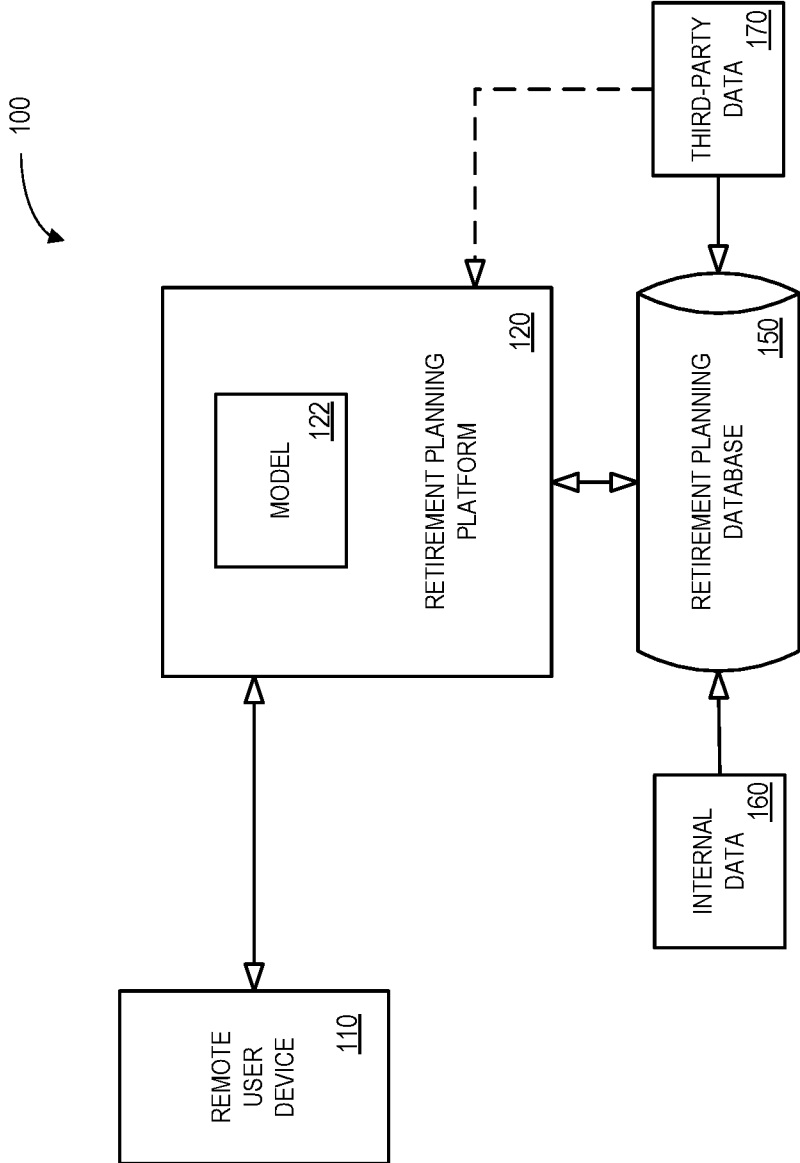 100
REMOTE
USER
DEVICE
110
MODEL
122
RETIREMENT PLANNING
PLATFORM
120
INTERNAL
DATA
160
RETIREMENT PLANNING
DATABASE
150
THIRD-PARTY
DATA
170